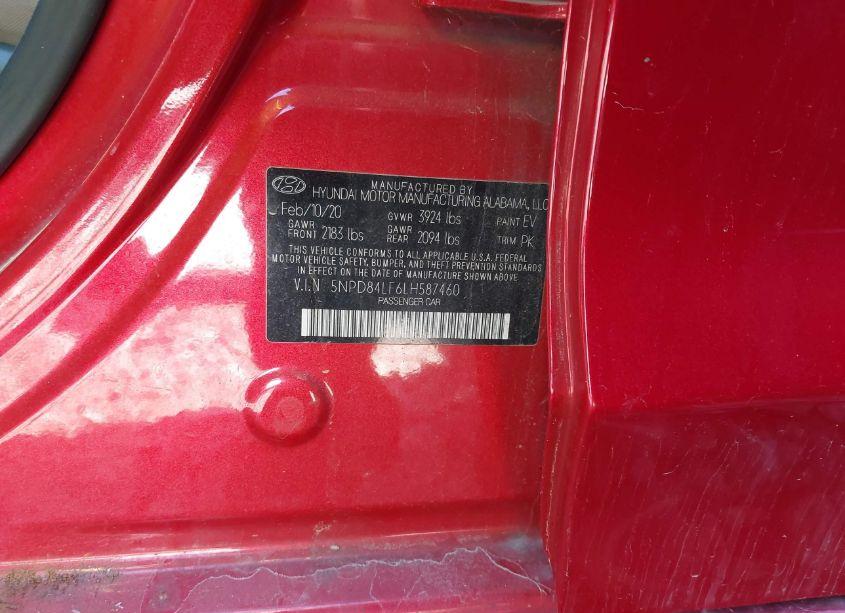 MANUFACTURED BY
HYUNDAI MOTOR MANUFACTURING ALABAMA, LLC
Feb/10/20 GVWR 3924 lbs PAINT EV
GAWR FRONT 2183 lbs GAWR REAR 2094 lbs TRIM PK
THIS VEHICLE CONFORMS TO ALL APPLICABLE U.S.A. FEDERAL
MOTOR VEHICLE SAFETY, BUMPER, AND THEFT PREVENTION STANDARDS
IN EFFECT ON THE DATE OF MANUFACTURE SHOWN ABOVE
V.I.N 5NPD84LF6LH587460
PASSENGER CAR